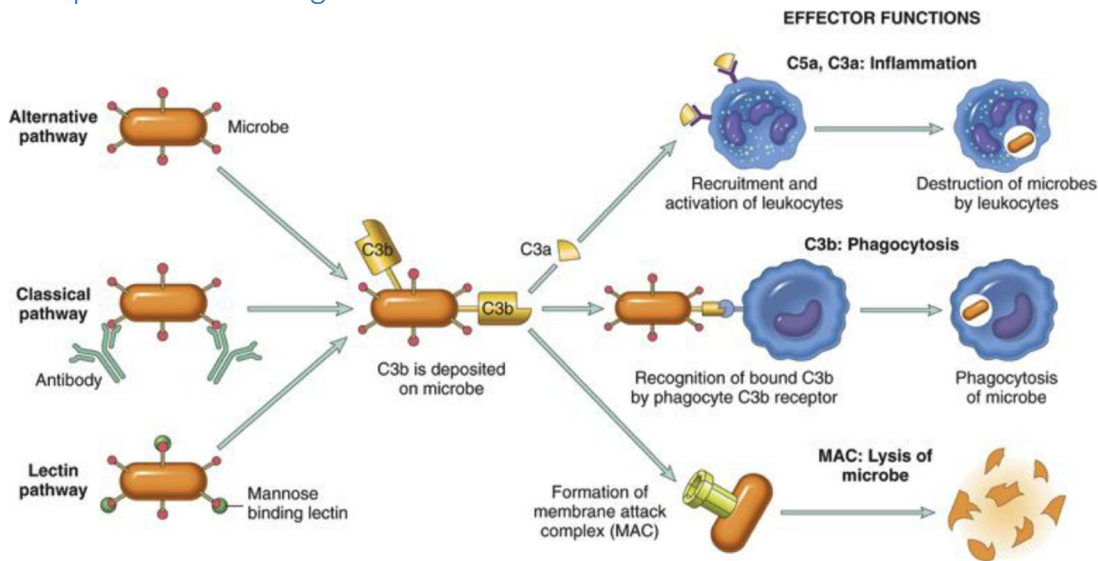 EFFECTOR FUNCTIONS
C5a, C3a: Inflammation
Alternative
pathway
Microbe
Recruitment and
activation of leukocytes
Destruction of microbes
by leukocytes
C3b
C3a
C3b: Phagocytosis
Classical
pathway
C3b
Antibody
C3b is deposited
on microbe
Recognition of bound C3b
by phagocyte C3b receptor
Phagocytosis
of microbe
Lectin
pathway
Mannose
binding lectin
Formation of
membrane attack
complex (MAC)
MAC: Lysis of
microbe